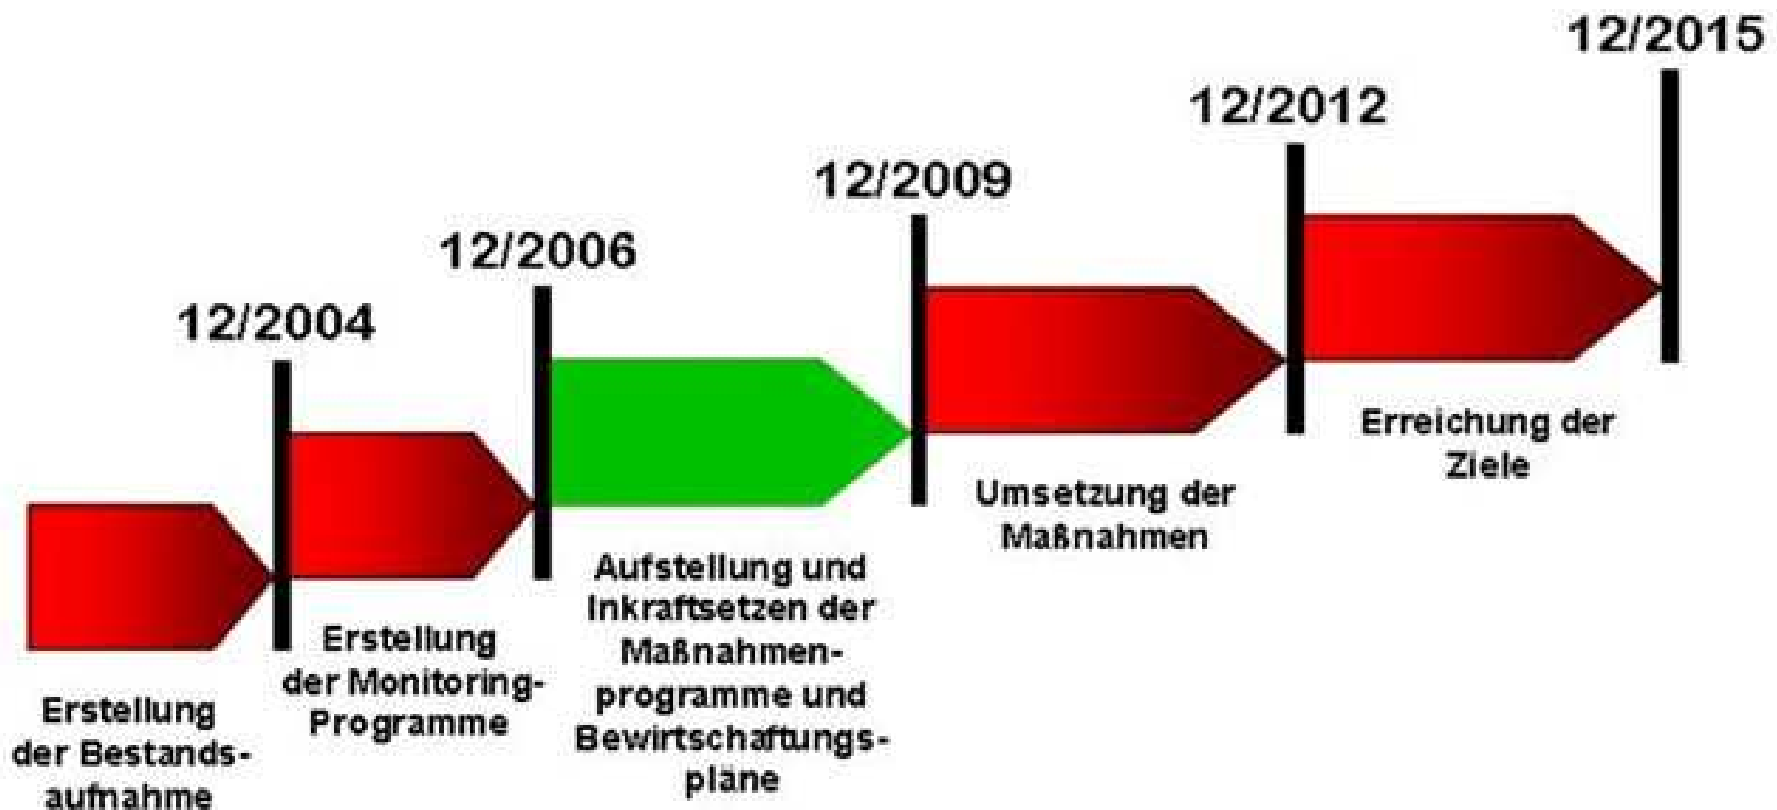 12/2015
12/2012
12/2009
12/2006
12/2004
Erstellung
der Bestands-
aufnahme
Erstellung
der Monitoring-
Programme
Aufstellung und
Inkraftsetzen der
Maßnahmen-
programme und
Bewirtschaftungs-
pläne
Umsetzung der
Maßnahmen
Erreichung der
Ziele